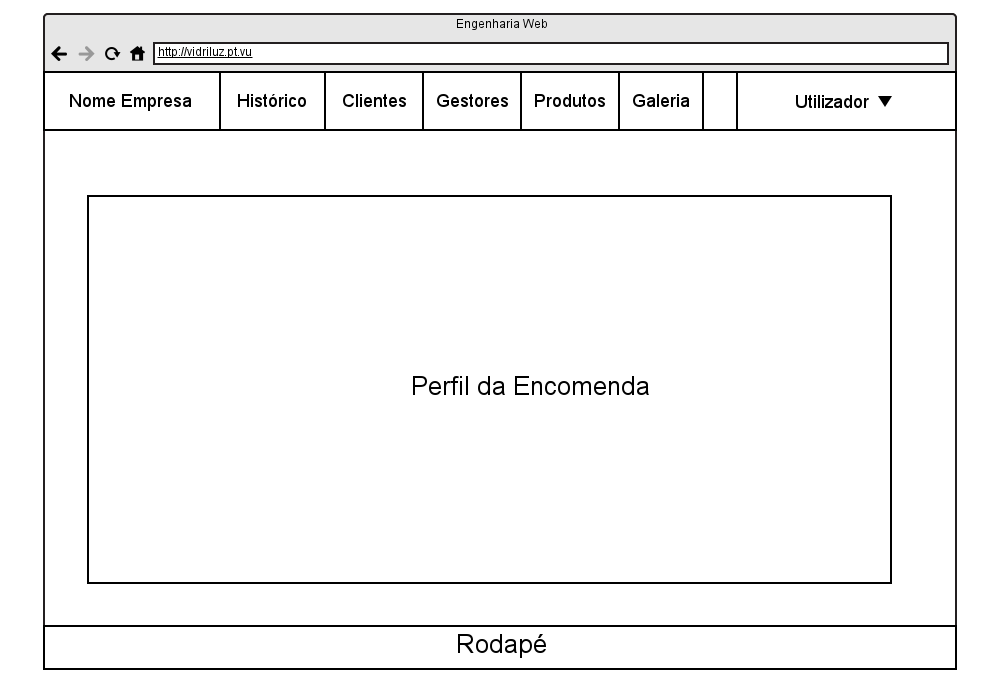 Engenharia Web
http://vidriluz.pt.vu
Nome Empresa Histórico Clientes Gestores Produtos Galeria Utilizador ▼
Perfil da Encomenda
Rodapé